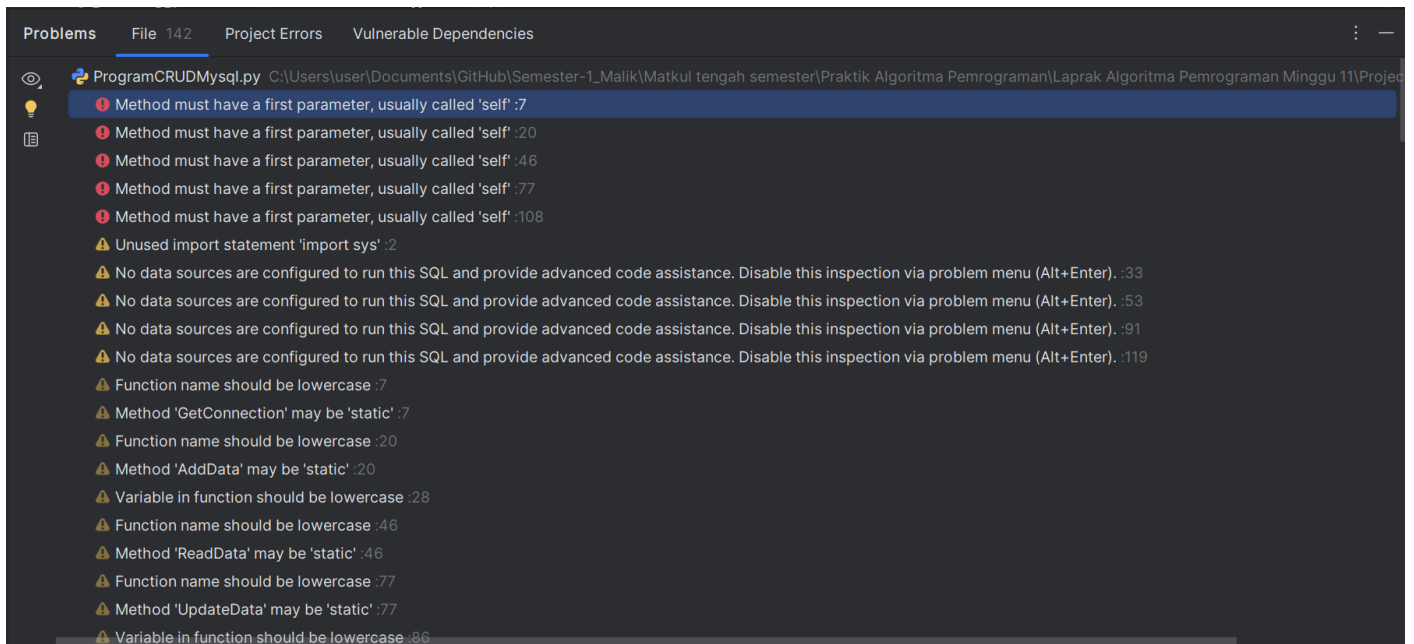 Problems File 142 Project Errors Vulnerable Dependencies
ProgramCRUDMysql.py C:\Users\user\Documents\GitHub\Semester-1_Malik\Matkul tengah semester\Praktik Algoritma Pemrograman\Laprak Algoritma Pemrograman Minggu 11\Projec
Method must have a first parameter, usually called 'self' :7
Method must have a first parameter, usually called 'self' :20
Method must have a first parameter, usually called 'self' :46
Method must have a first parameter, usually called 'self' :77
Method must have a first parameter, usually called 'self' :108
Unused import statement 'import sys' :2
No data sources are configured to run this SQL and provide advanced code assistance. Disable this inspection via problem menu (Alt+Enter). :33
No data sources are configured to run this SQL and provide advanced code assistance. Disable this inspection via problem menu (Alt+Enter). :53
No data sources are configured to run this SQL and provide advanced code assistance. Disable this inspection via problem menu (Alt+Enter). :91
No data sources are configured to run this SQL and provide advanced code assistance. Disable this inspection via problem menu (Alt+Enter). :119
Function name should be lowercase :7
Method 'GetConnection' may be 'static' :7
Function name should be lowercase :20
Method 'AddData' may be 'static' :20
Variable in function should be lowercase :28
Function name should be lowercase :46
Method 'ReadData' may be 'static' :46
Function name should be lowercase :77
Method 'UpdateData' may be 'static' :77
Variable in function should be lowercase :86